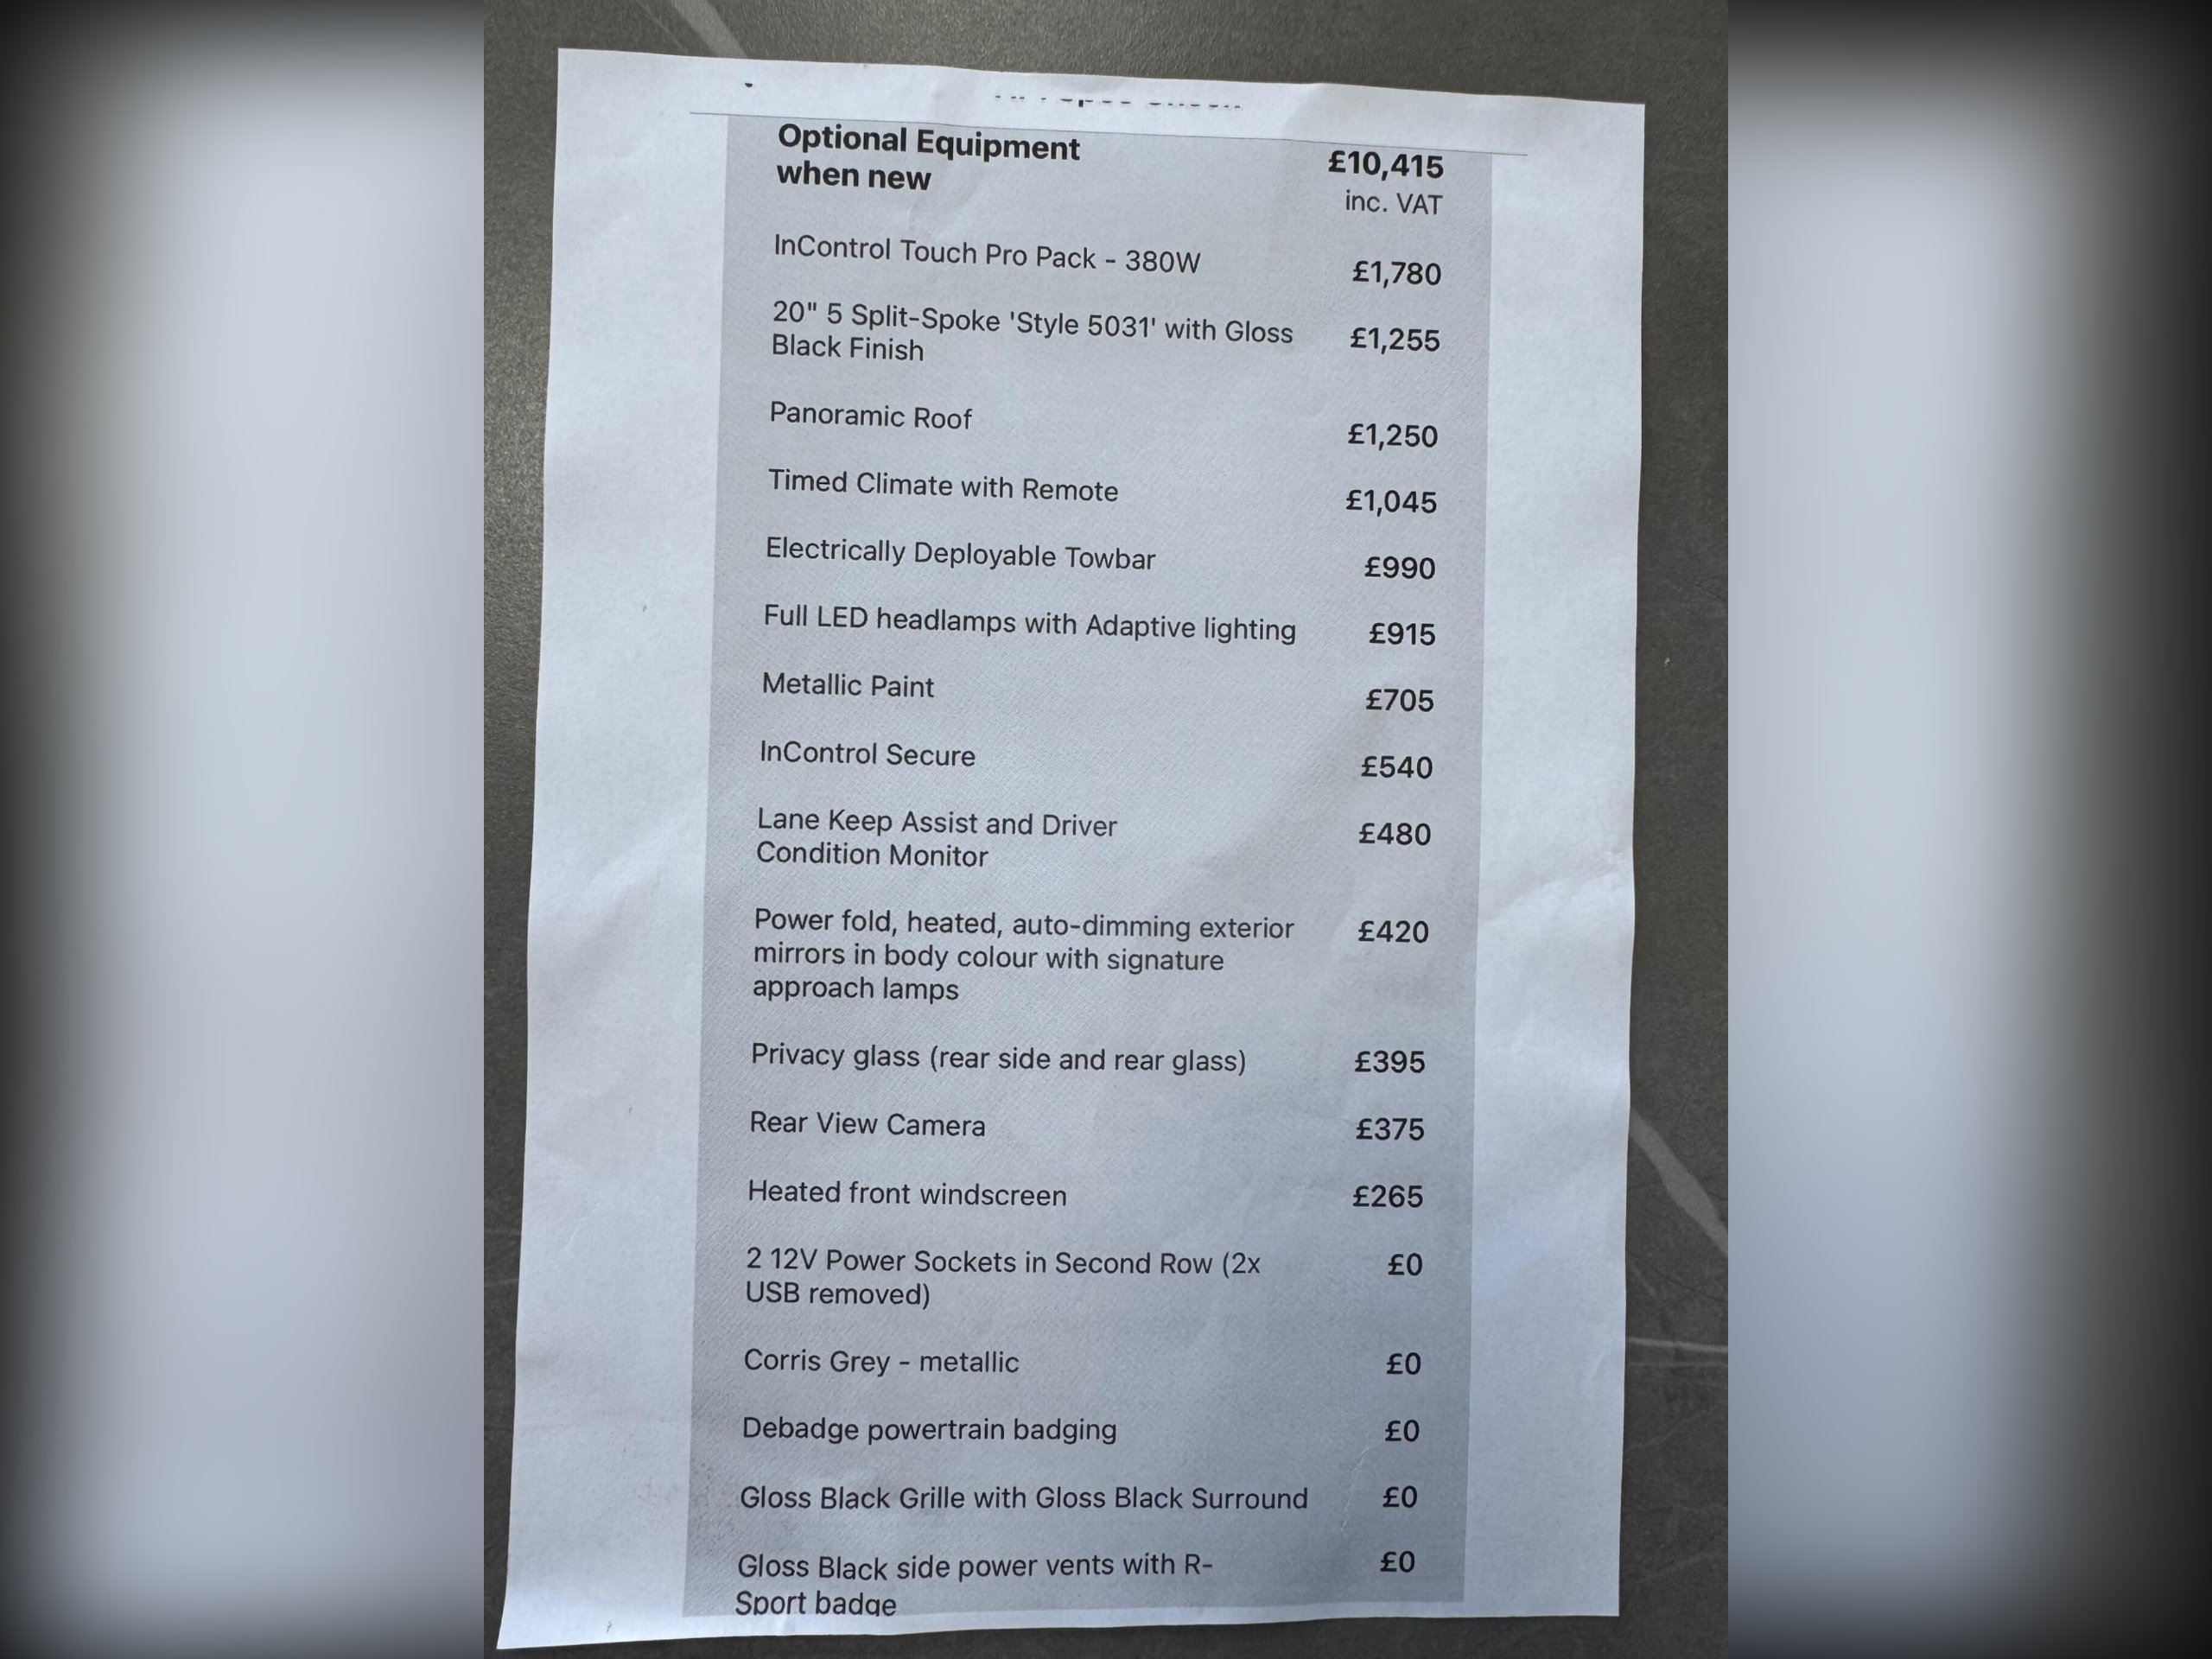 Optional Equipment
when new
£10,415
inc. VAT
InControl Touch Pro Pack - 380W £1,780
20" 5 Split-Spoke 'Style 5031' with Gloss £1,255
Black Finish
Panoramic Roof £1,250
Timed Climate with Remote £1,045
Electrically Deployable Towbar £990
Full LED headlamps with Adaptive lighting £915
Metallic Paint £705
InControl Secure £540
Lane Keep Assist and Driver £480
Condition Monitor
Power fold, heated, auto-dimming exterior £420
mirrors in body colour with signature
approach lamps
Privacy glass (rear side and rear glass) £395
Rear View Camera £375
Heated front windscreen £265
2 12V Power Sockets in Second Row (2x £0
USB removed)
Corris Grey - metallic £0
Debadge powertrain badging £0
Gloss Black Grille with Gloss Black Surround £0
Gloss Black side power vents with R- £0
Sport badge